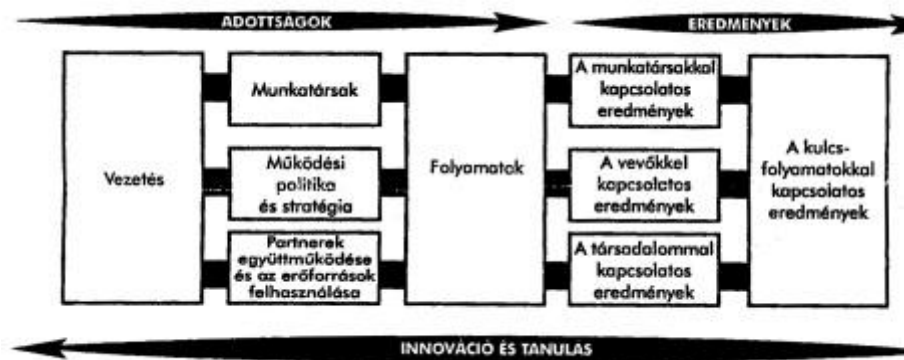 ADOTTSÁGOK
EREDMÉNYEK
Vezetés
Munkatársak
Működési
politika
és stratégia
Partnerek
együttműködése
és az erőforrások
felhasználása
Folyamatok
A munkatársakkal
kapcsolatos
eredmények
A vevőkkel
kapcsolatos
eredmények
A társadalommal
kapcsolatos
eredmények
A kulcs-
folyamatokkal
kapcsolatos
eredmények
INNOVÁCIÓ ÉS TANULÁS